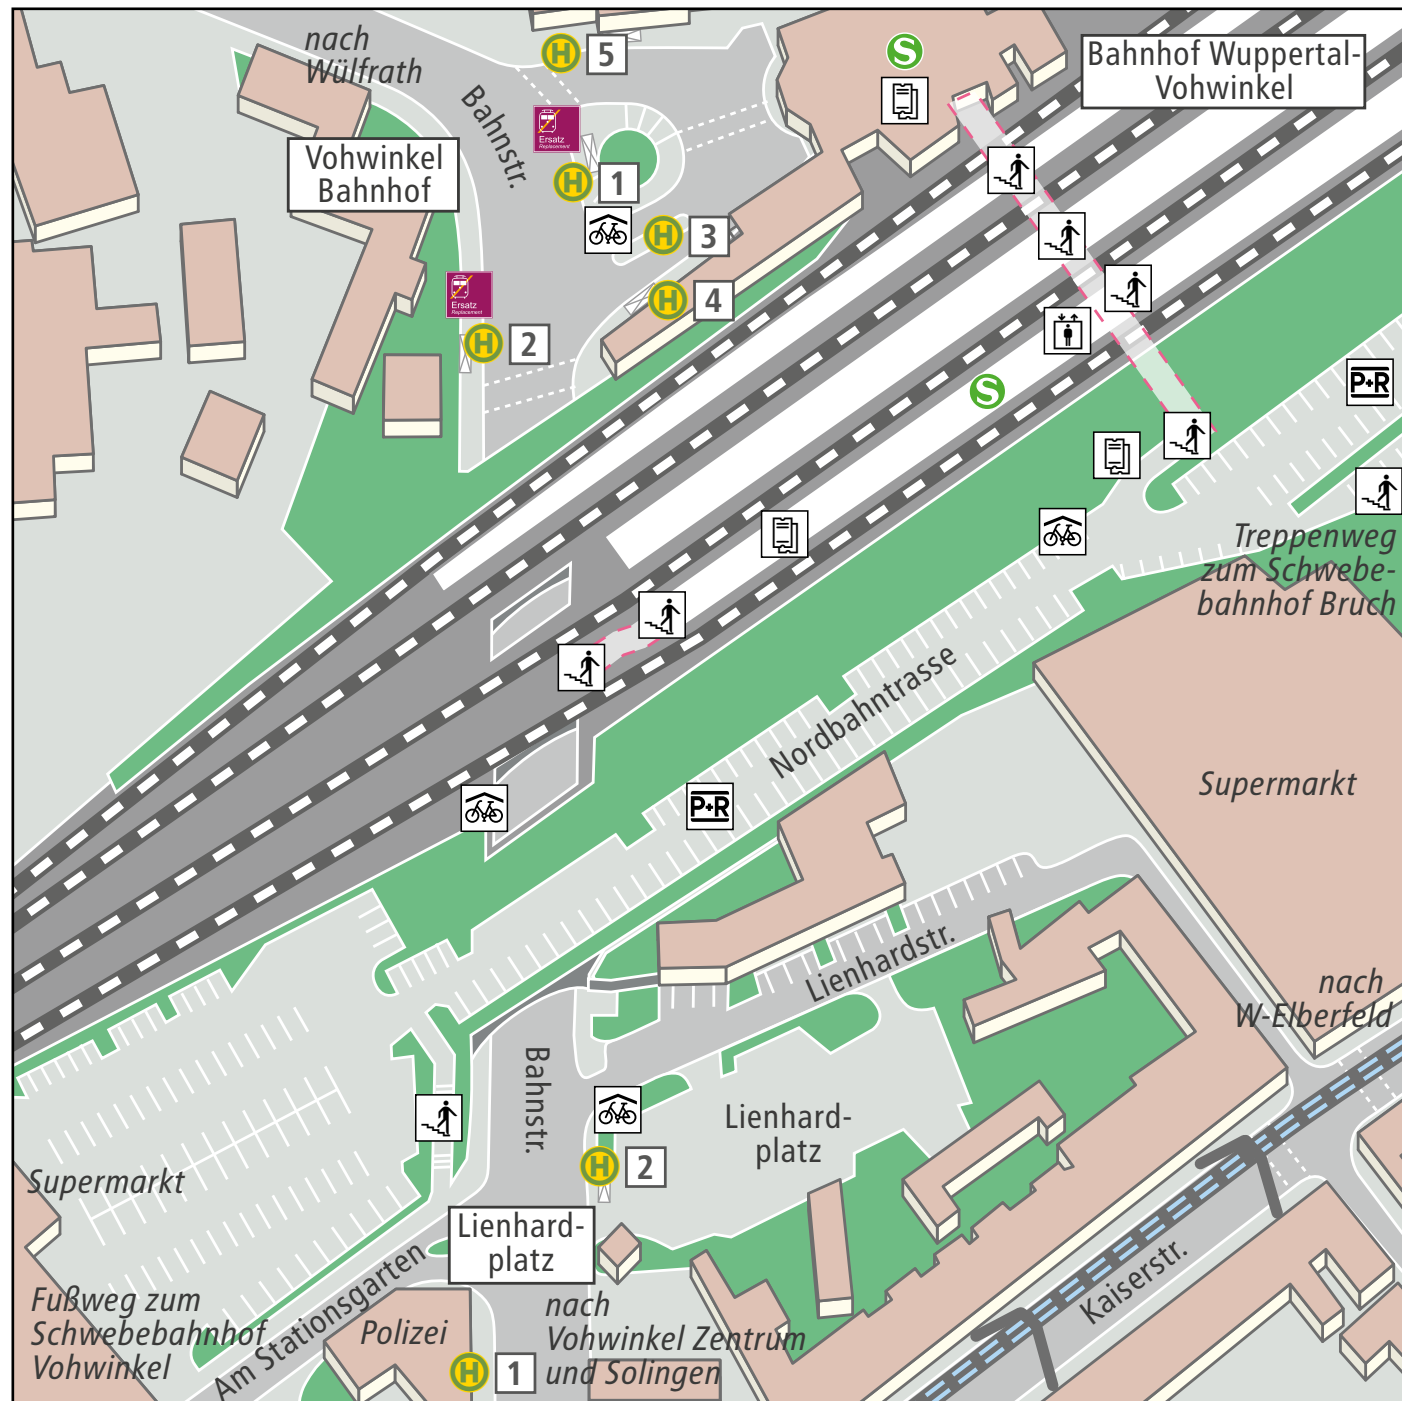 nach
Wülfrath
Bahnstr.
H 5
S
Bahnhof Wuppertal-
Vohwinkel
Ersatz
Replacement
Vohwinkel
Bahnhof
H 1
H 3
Ersatz
Replacement
H 4
H 2
S
P+R
Treppenweg
zum Schwebe-
bahnhof Bruch
Nordbahntrasse
P+R
Supermarkt
Lienhardstr.
nach
W-Elberfeld
Bahnstr.
Lienhard-
platz
H 2
Supermarkt
Lienhard-
platz
Kaiserstr.
Am Stationsgarten
Fußweg zum
Schwebebahnhof
Vohwinkel
Polizei
nach
Vohwinkel Zentrum
und Solingen
H 1